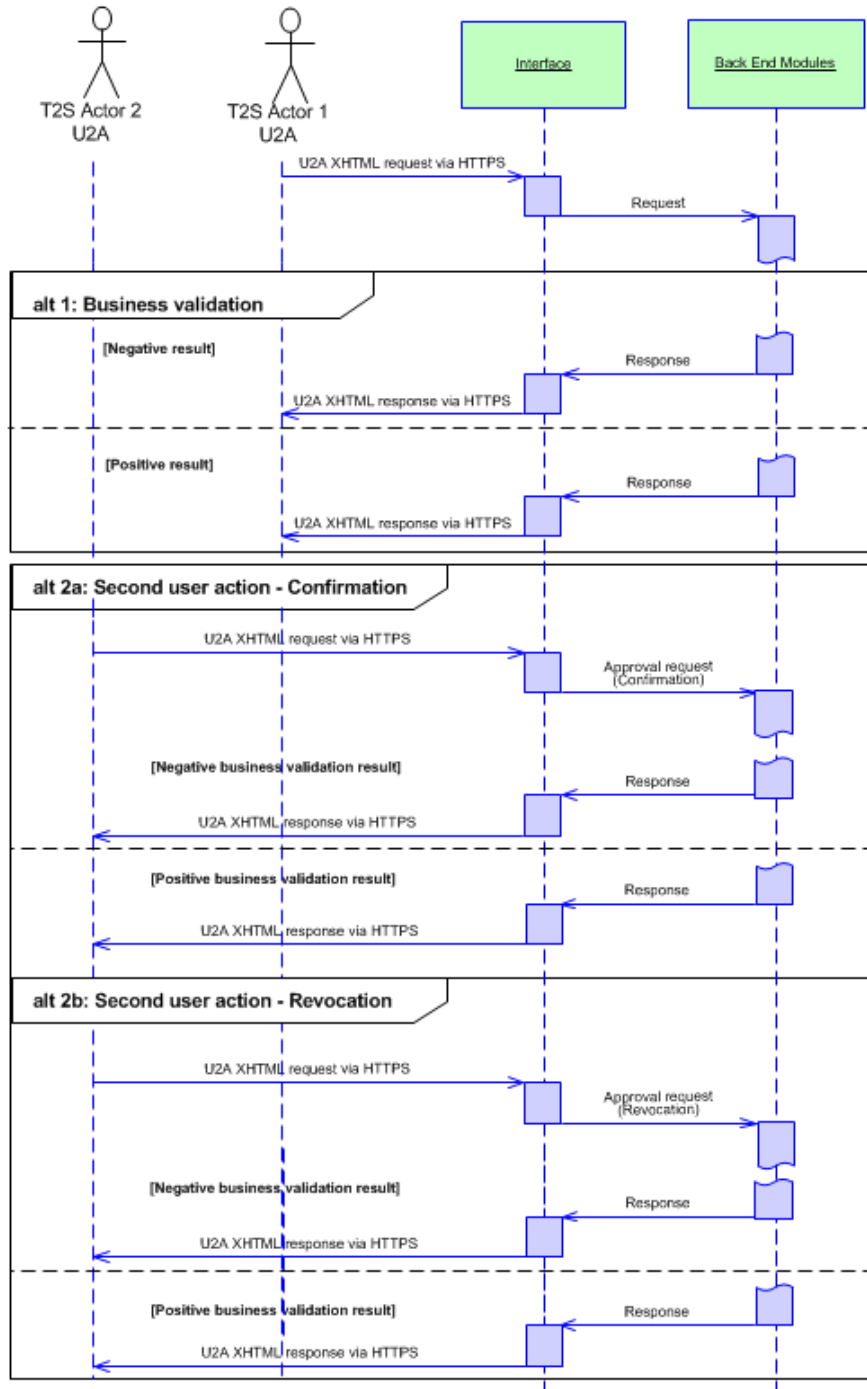 T2S Actor 2
U2A
T2S Actor 1
U2A
Interface
Back End Modules
U2A XHTML request via HTTPS
Request
alt 1: Business validation
[Negative result]
Response
U2A XHTML response via HTTPS
[Positive result]
Response
U2A XHTML response via HTTPS
alt 2a: Second user action - Confirmation
U2A XHTML request via HTTPS
Approval request
(Confirmation)
[Negative business validation result]
Response
U2A XHTML response via HTTPS
[Positive business validation result]
Response
U2A XHTML response via HTTPS
alt 2b: Second user action - Revocation
U2A XHTML request via HTTPS
Approval request
(Revocation)
[Negative business validation result]
Response
U2A XHTML response via HTTPS
[Positive business validation result]
Response
U2A XHTML response via HTTPS